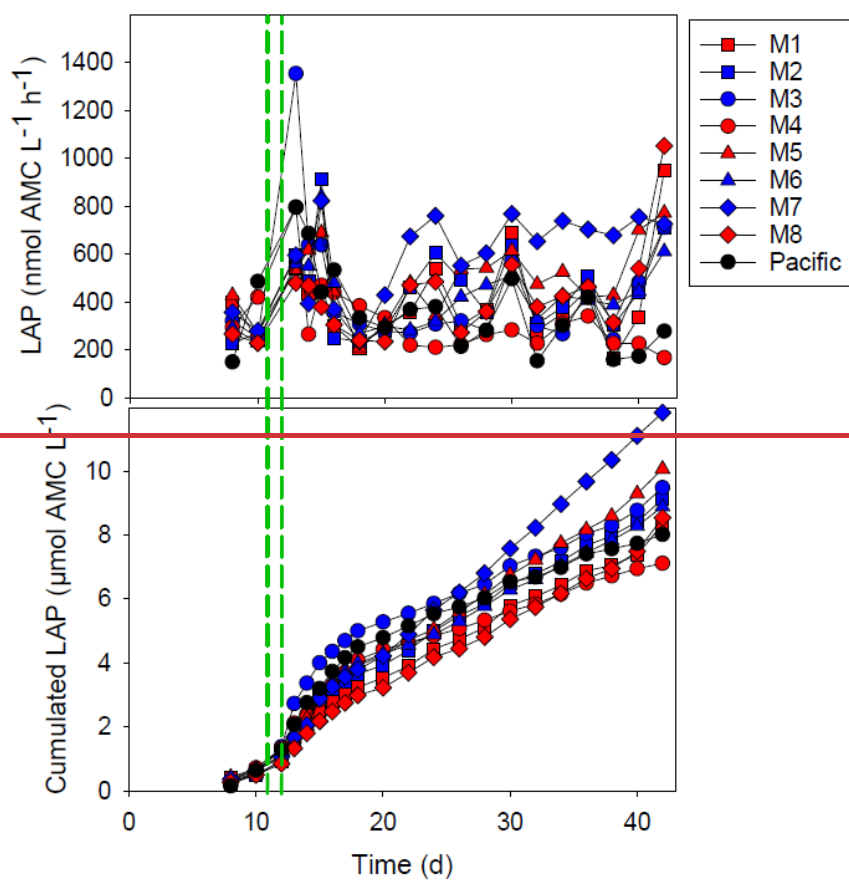 LAP (nmol AMC L⁻¹ h⁻¹)
1400
1200
1000
800
600
400
200
0
M1
M2
M3
M4
M5
M6
M7
M8
Pacific
Cumulated LAP (µmol AMC L⁻¹)
10
8
6
4
2
0
0 10 20 30 40
Time (d)